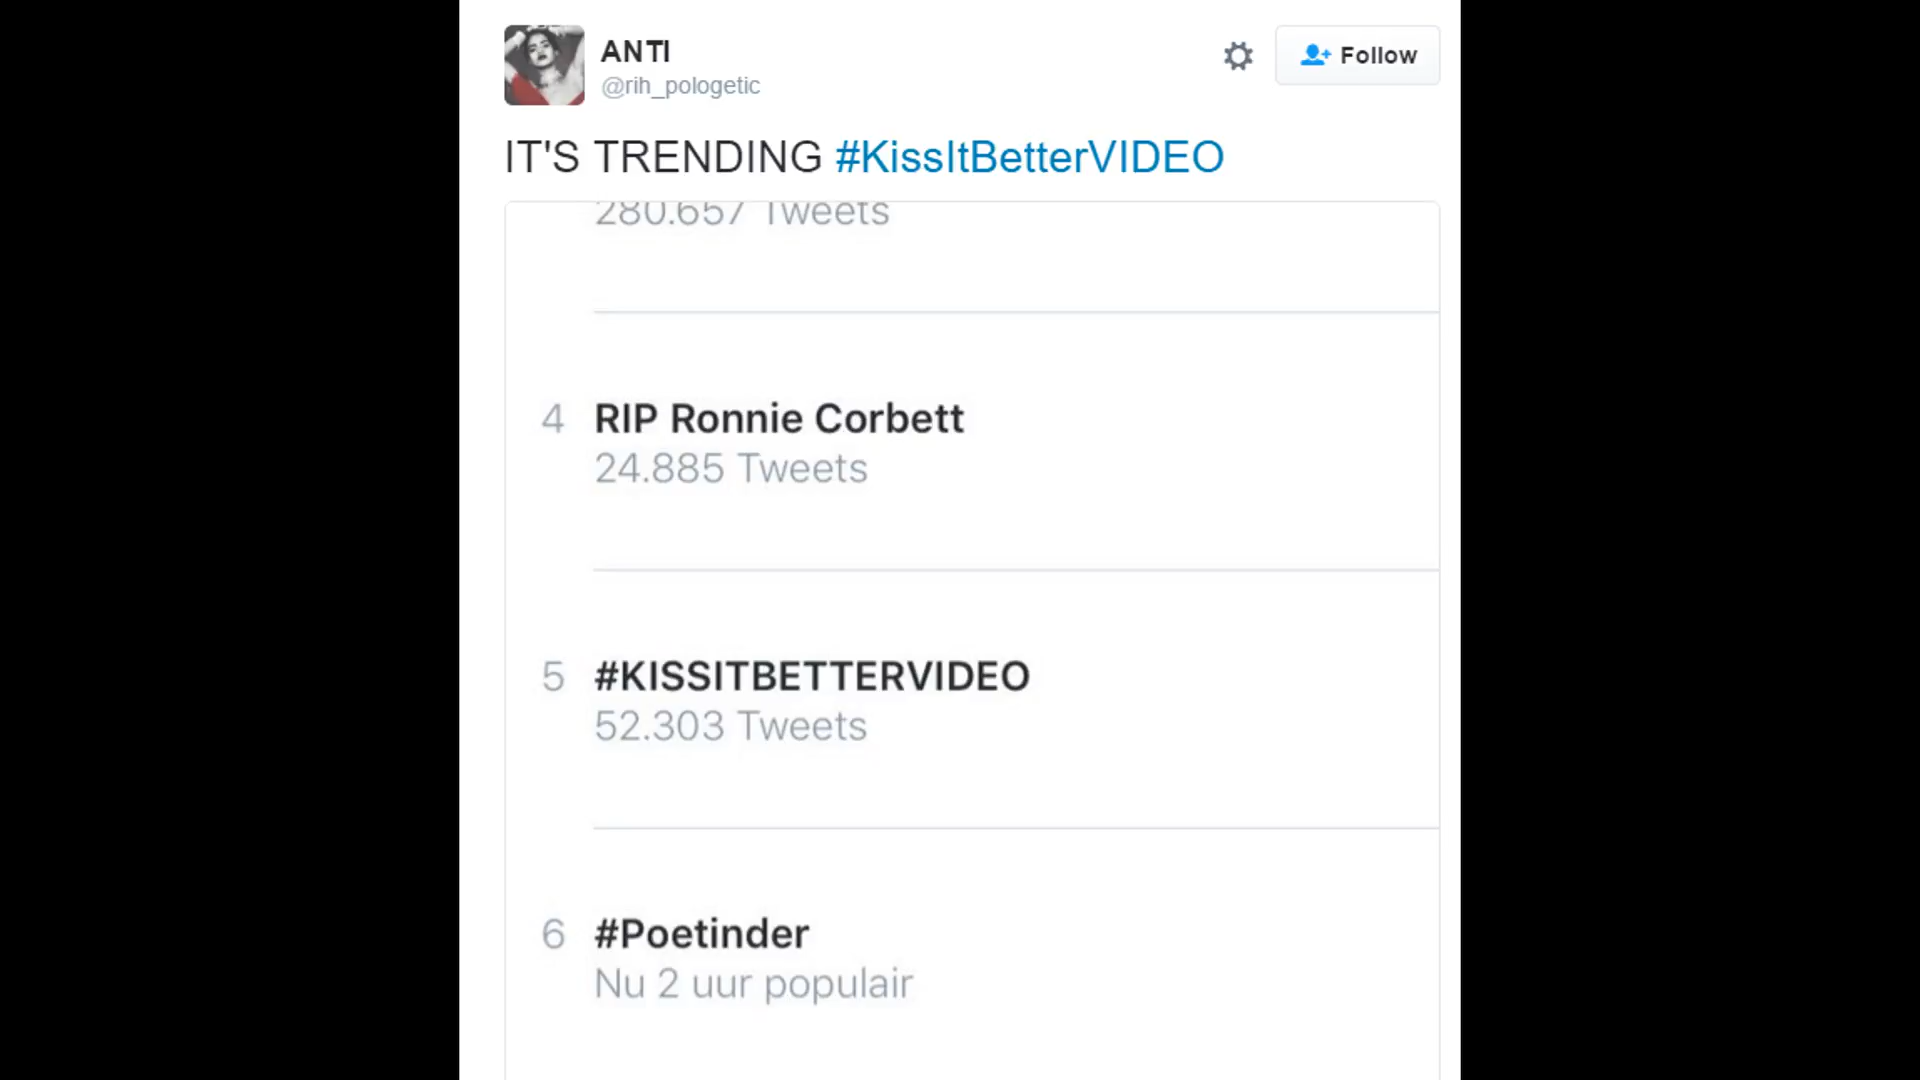 ANTI
@rih_pologetic
Follow
IT'S TRENDING #KissItBetterVIDEO
280.657 Tweets
4 RIP Ronnie Corbett
24.885 Tweets
5 #KISSITBETTERVIDEO
52.303 Tweets
6 #Poetinder
Nu 2 uur populair